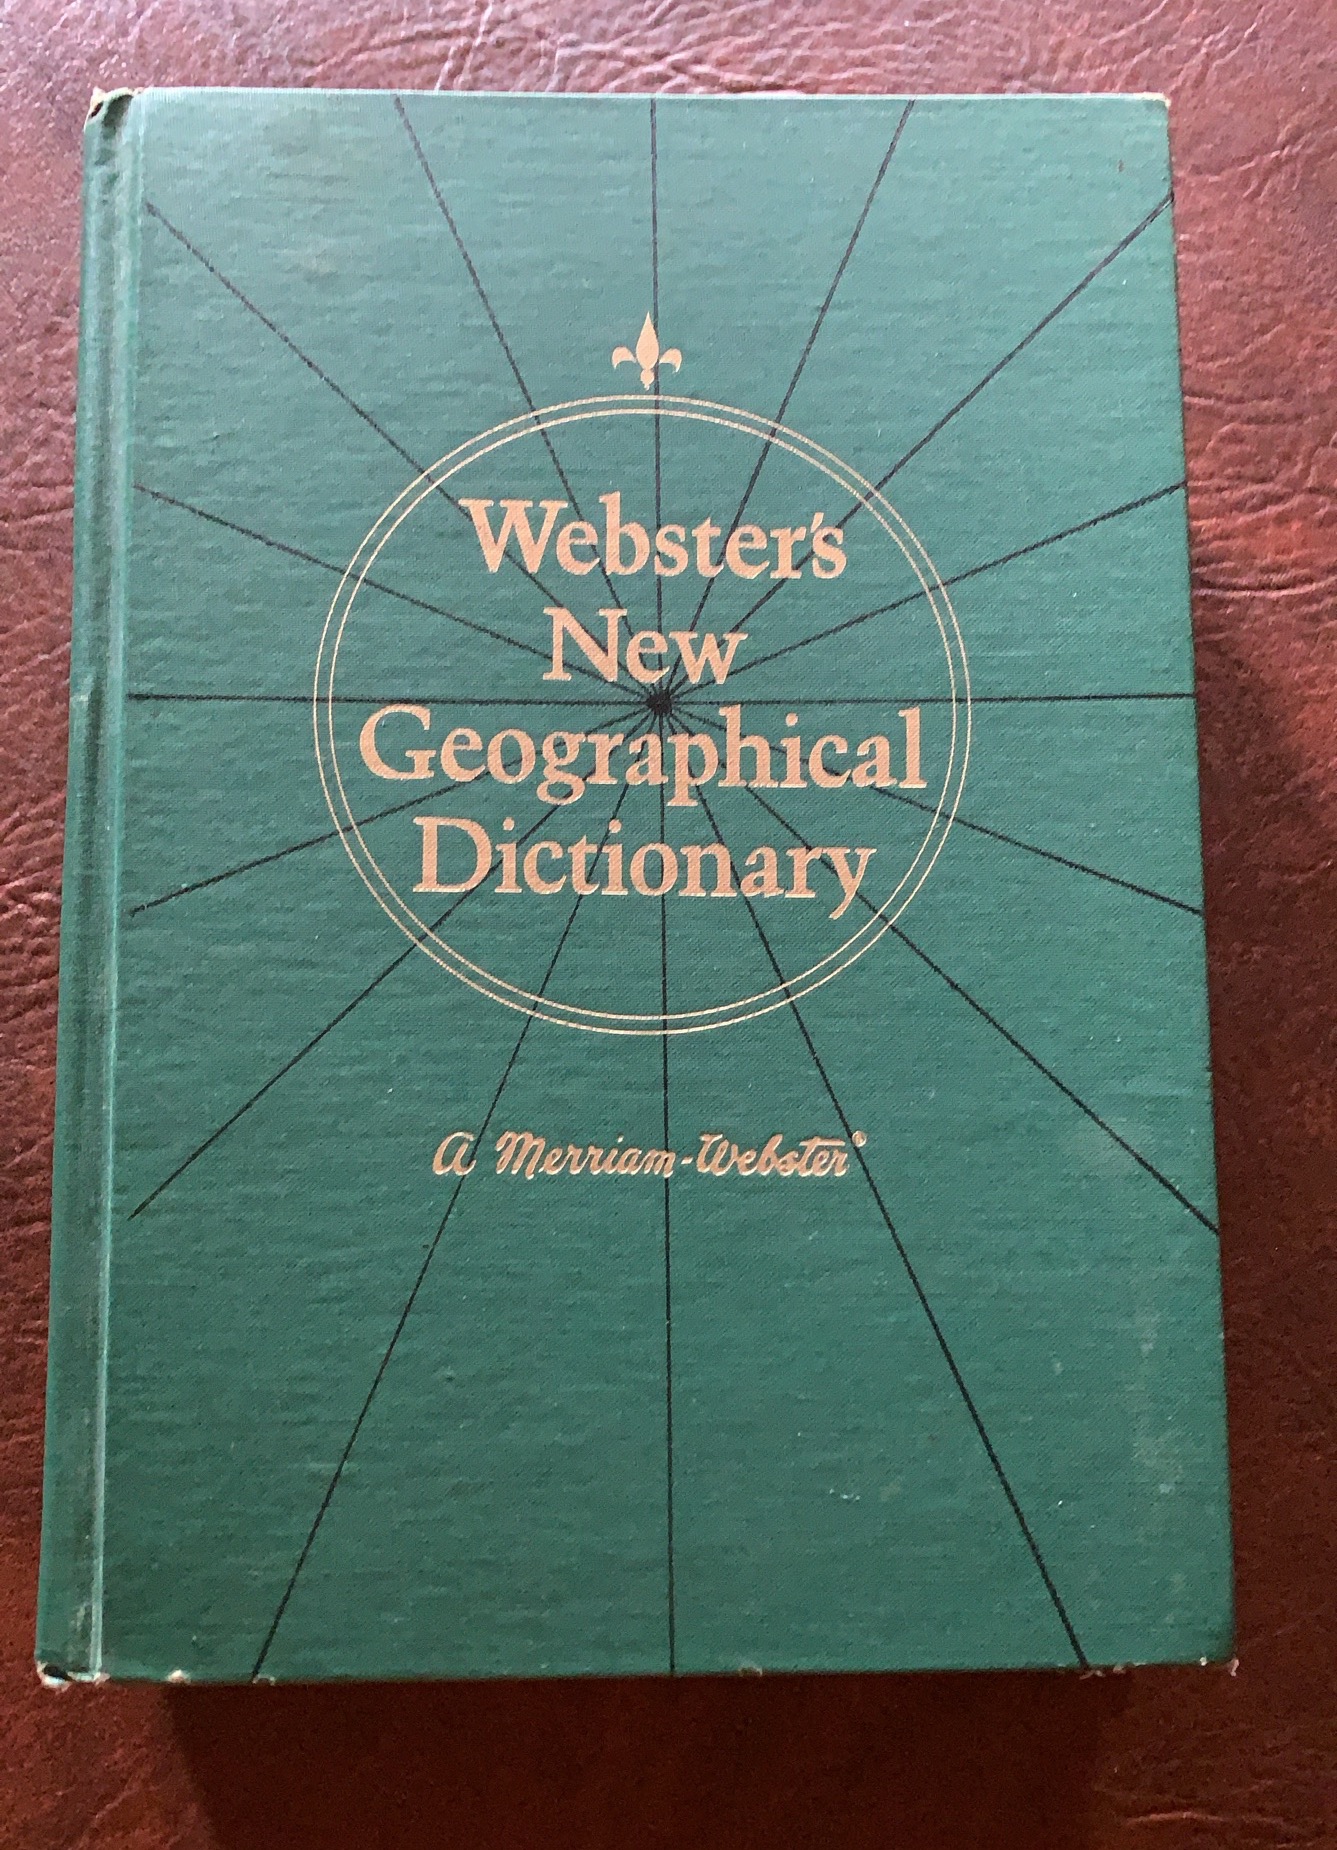 Webster's
New
Geographical
Dictionary
A Merriam-Webster®